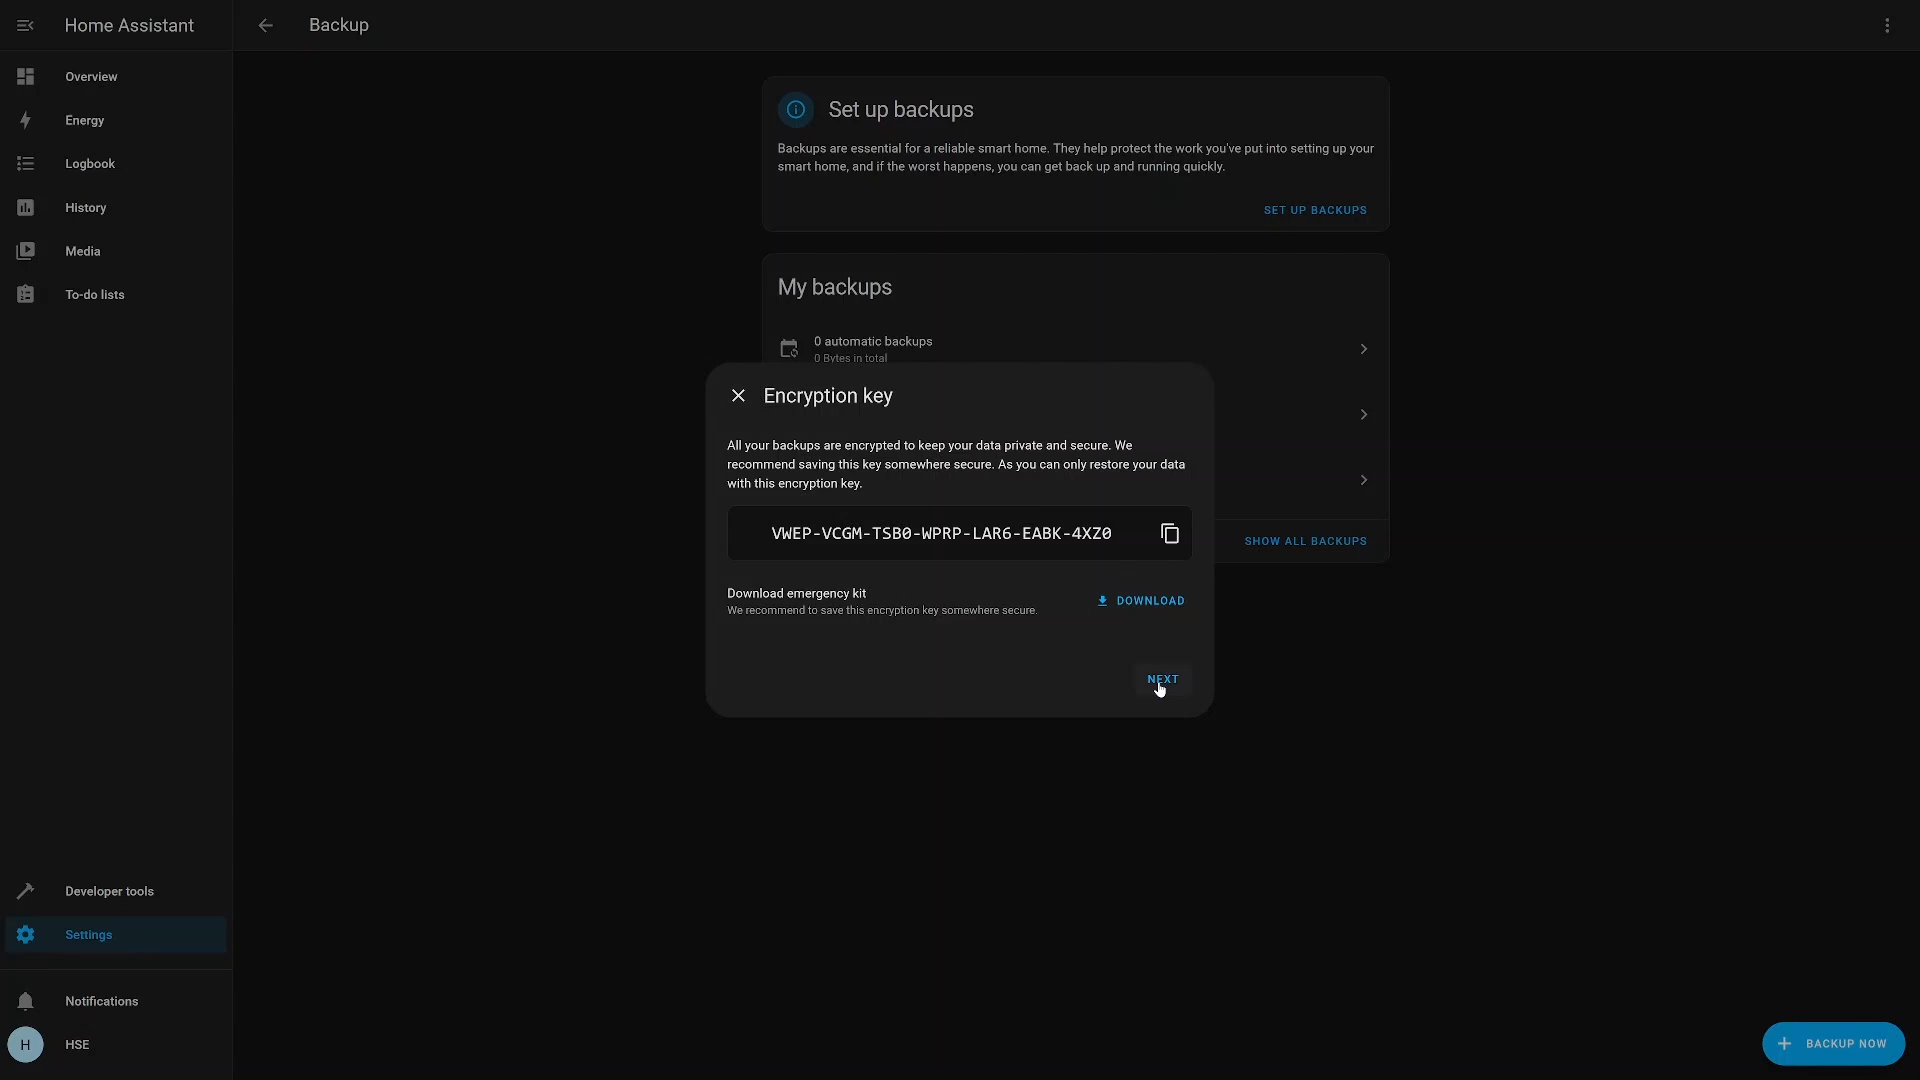 Home Assistant
Backup
Overview
Energy
Logbook
History
Media
To-do lists
Developer tools
Settings
Notifications
H
HSE
Set up backups
Backups are essential for a reliable smart home. They help protect the work you've put into setting up your
smart home, and if the worst happens, you can get back up and running quickly.
SET UP BACKUPS
My backups
0 automatic backups
0 Bytes in total
SHOW ALL BACKUPS
Encryption key
All your backups are encrypted to keep your data private and secure. We
recommend saving this key somewhere secure. As you can only restore your data
with this encryption key.
VWEP-VCGM-TSB0-WPRP-LAR6-EABK-4XZ0
Download emergency kit
We recommend to save this encryption key somewhere secure.
DOWNLOAD
NEXT
BACKUP NOW